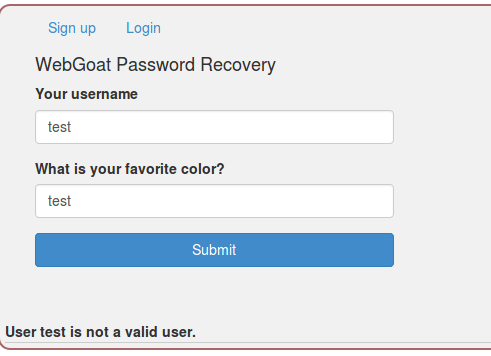 Sign up Login
WebGoat Password Recovery
Your username
test
What is your favorite color?
test
Submit
User test is not a valid user.